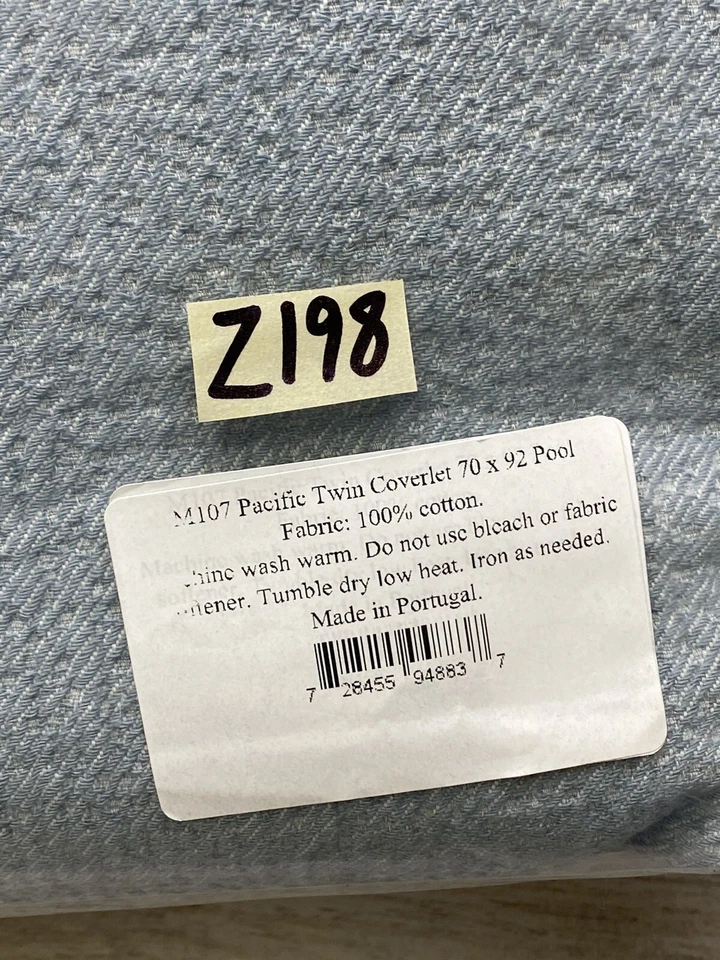 Z198
M107 Pacific Twin Coverlet 70 x 92 Pool
Fabric: 100% cotton.
wash warm. Do not use bleach or fabric
Tumble dry low heat. Iron as needed.
Made in Portugal.
7 28455 94883 7